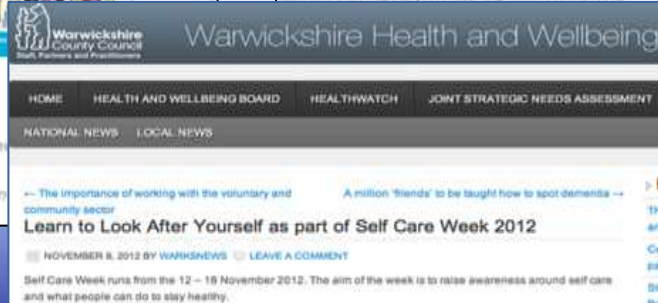 Warwickshire
County Council
Staff, Partners and Practitioners
Warwickshire Health and Wellbeing
HOME HEALTH AND WELLBEING BOARD HEALTHWATCH JOINT STRATEGIC NEEDS ASSESSMENT
NATIONAL NEWS LOCAL NEWS
← The importance of working with the voluntary and community sector
A million 'friends' to be taught how to spot dementia →
Learn to Look After Yourself as part of Self Care Week 2012
NOVEMBER 8, 2012 BY WARKSNEWS LEAVE A COMMENT
Self Care Week runs from the 12 – 18 November 2012. The aim of the week is to raise awareness around self care
and what people can do to stay healthy.